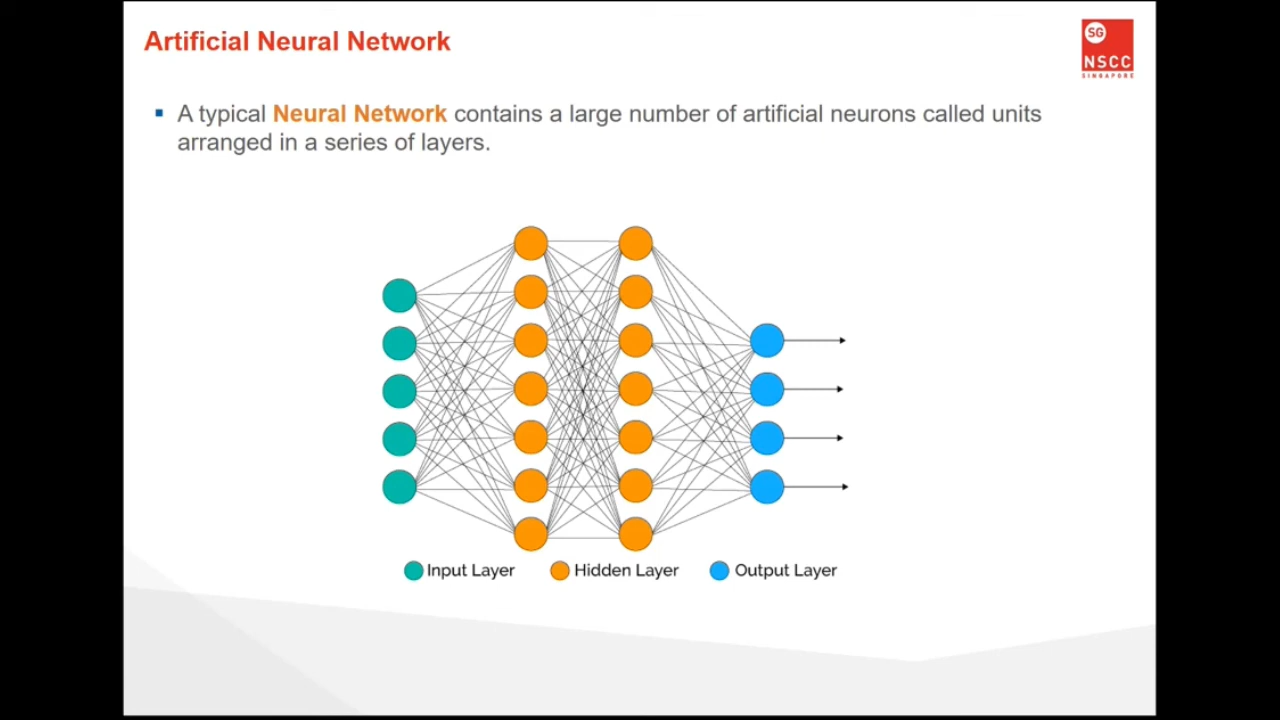 Artificial Neural Network
SG
NSCC
SINGAPORE
A typical Neural Network contains a large number of artificial neurons called units
arranged in a series of layers.
Input Layer
Hidden Layer
Output Layer